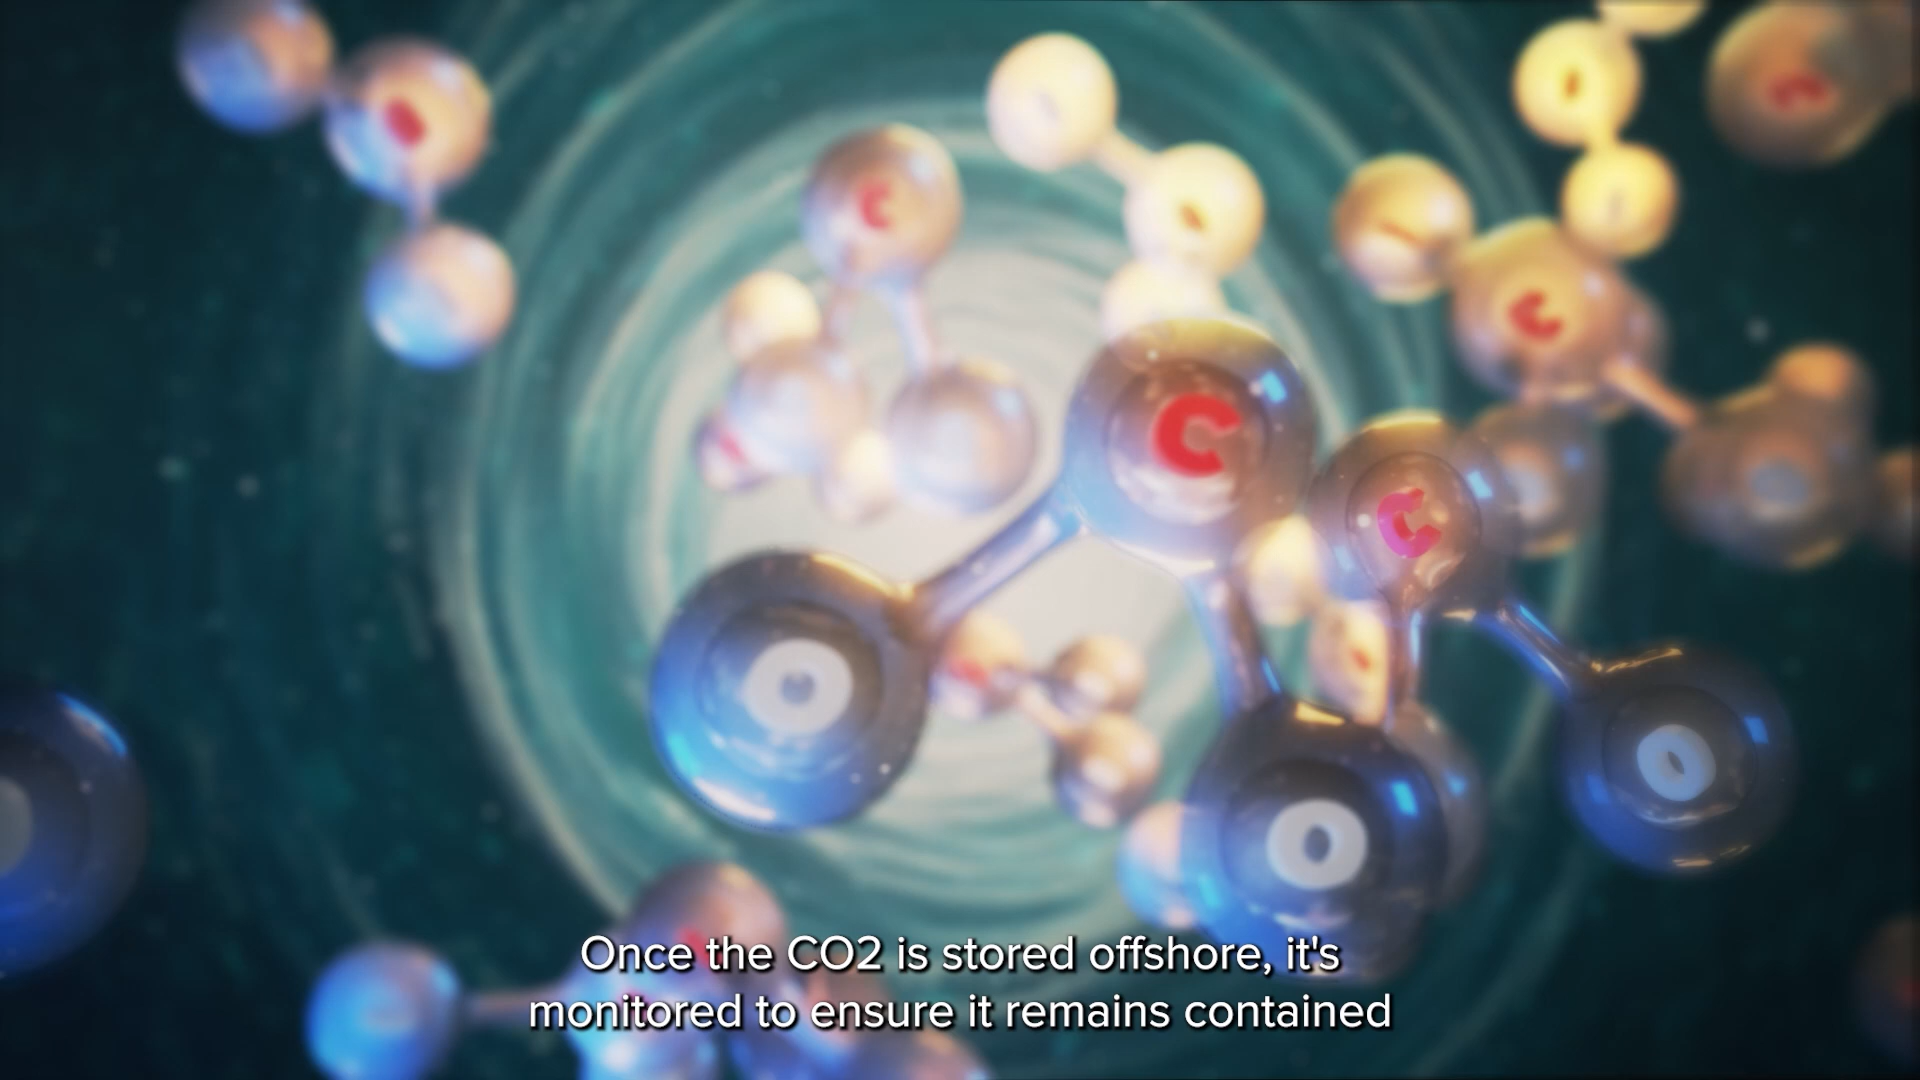 C
C
C
C
O
O
O
Once the CO2 is stored offshore, it's
monitored to ensure it remains contained